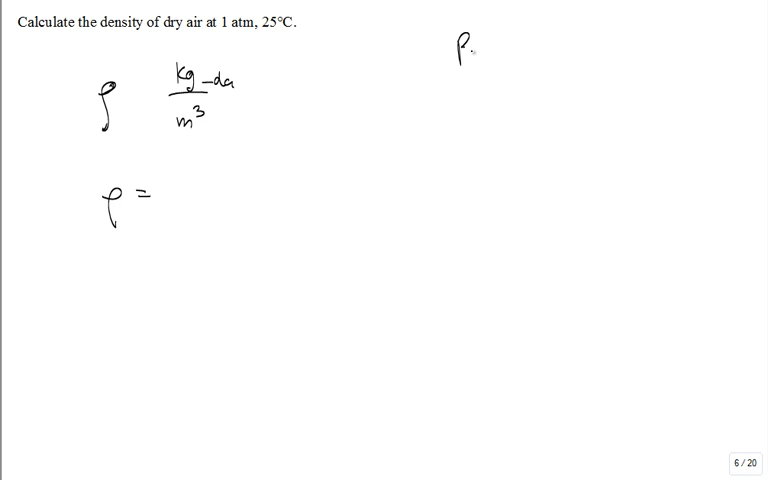 Calculate the density of dry air at 1 atm, 25°C.
P.
ρ kg-da
m³
ρ =
6 / 20